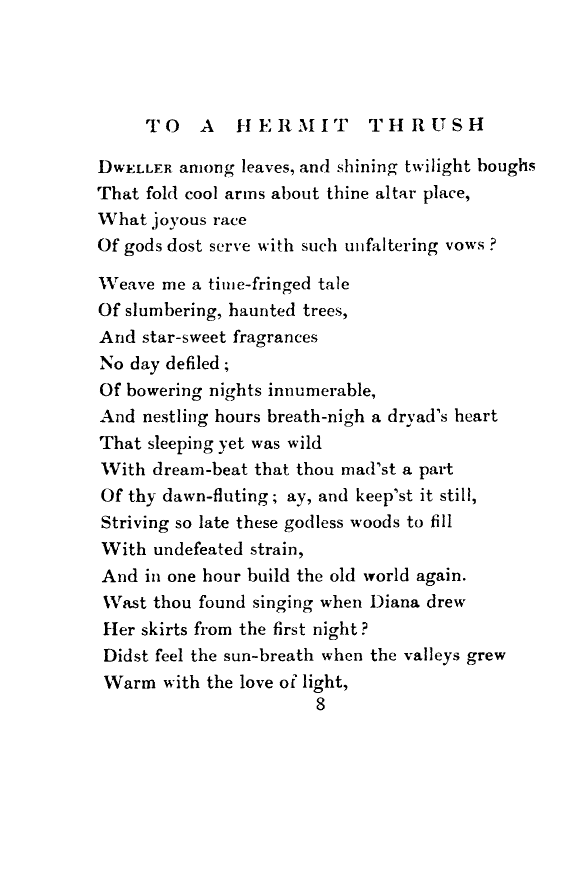 TO A HERMIT THRUSH
DWELLER among leaves, and shining twilight boughs
That fold cool arms about thine altar place,
What joyous race
Of gods dost serve with such unfaltering vows?
Weave me a time-fringed tale
Of slumbering, haunted trees,
And star-sweet fragrances
No day defiled;
Of bowering nights innumerable,
And nestling hours breath-nigh a dryad's heart
That sleeping yet was wild
With dream-beat that thou mad'st a part
Of thy dawn-fluting; ay, and keep'st it still,
Striving so late these godless woods to fill
With undefeated strain,
And in one hour build the old world again.
Wast thou found singing when Diana drew
Her skirts from the first night?
Didst feel the sun-breath when the valleys grew
Warm with the love of light,
8